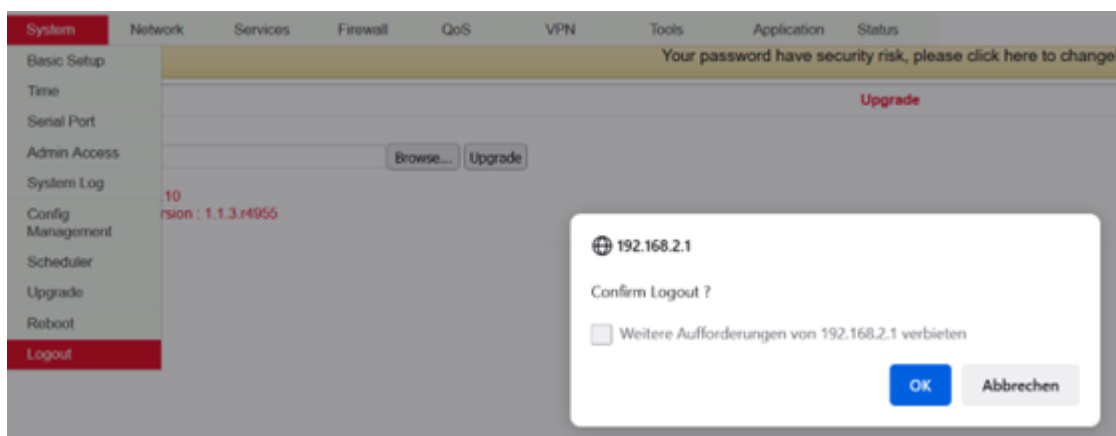 System Network Services Firewall QoS VPN Tools Application Status
Basic Setup
Your password have security risk, please click here to change
Time
Upgrade
Serial Port
Admin Access
Browse... Upgrade
System Log
.10
Config
Management
rsion : 1.1.3.r4955
Scheduler
Upgrade
Reboot
Logout
192.168.2.1
Confirm Logout ?
Weitere Aufforderungen von 192.168.2.1 verbieten
OK Abbrechen